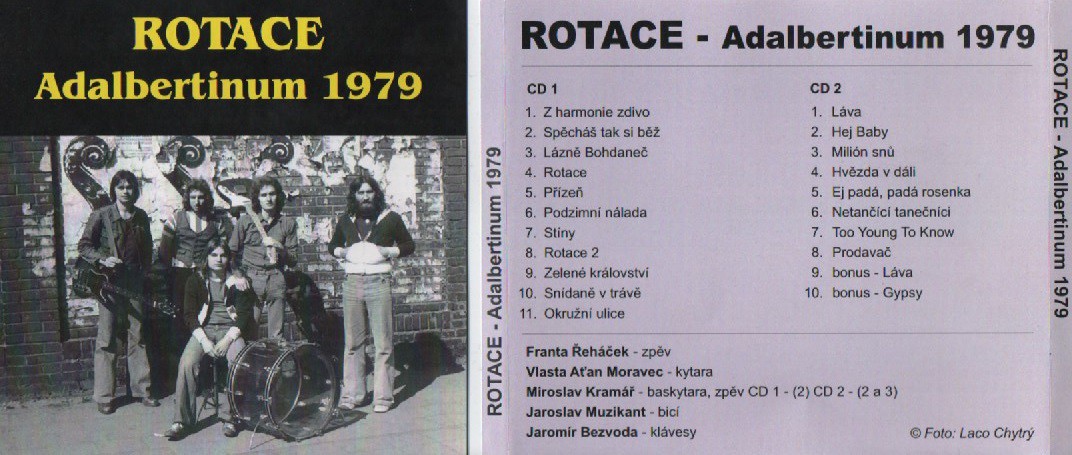 ROTACE
Adalbertinum 1979
ROTACE - Adalbertinum 1979
ROTACE - Adalbertinum 1979
CD 1
1. Z harmonie zdivo
2. Spěcháš tak si běž
3. Lázně Bohdaneč
4. Rotace
5. Přízeň
6. Podzimní nálada
7. Stíny
8. Rotace 2
9. Zelené království
10. Snídaně v trávě
11. Okružní ulice
CD 2
1. Láva
2. Hej Baby
3. Milión snů
4. Hvězda v dáli
5. Ej padá, padá rosenka
6. Netančící tanečníci
7. Too Young To Know
8. Prodavač
9. bonus - Láva
10. bonus - Gypsy
Franta Řeháček - zpěv
Vlasta Aťan Moravec - kytara
Miroslav Kramář - baskytara, zpěv CD 1 - (2) CD 2 - (2 a 3)
Jaroslav Muzikant - bicí
Jaromír Bezvoda - klávesy
© Foto: Laco Chytrý
ROTACE - Adalbertinum 1979